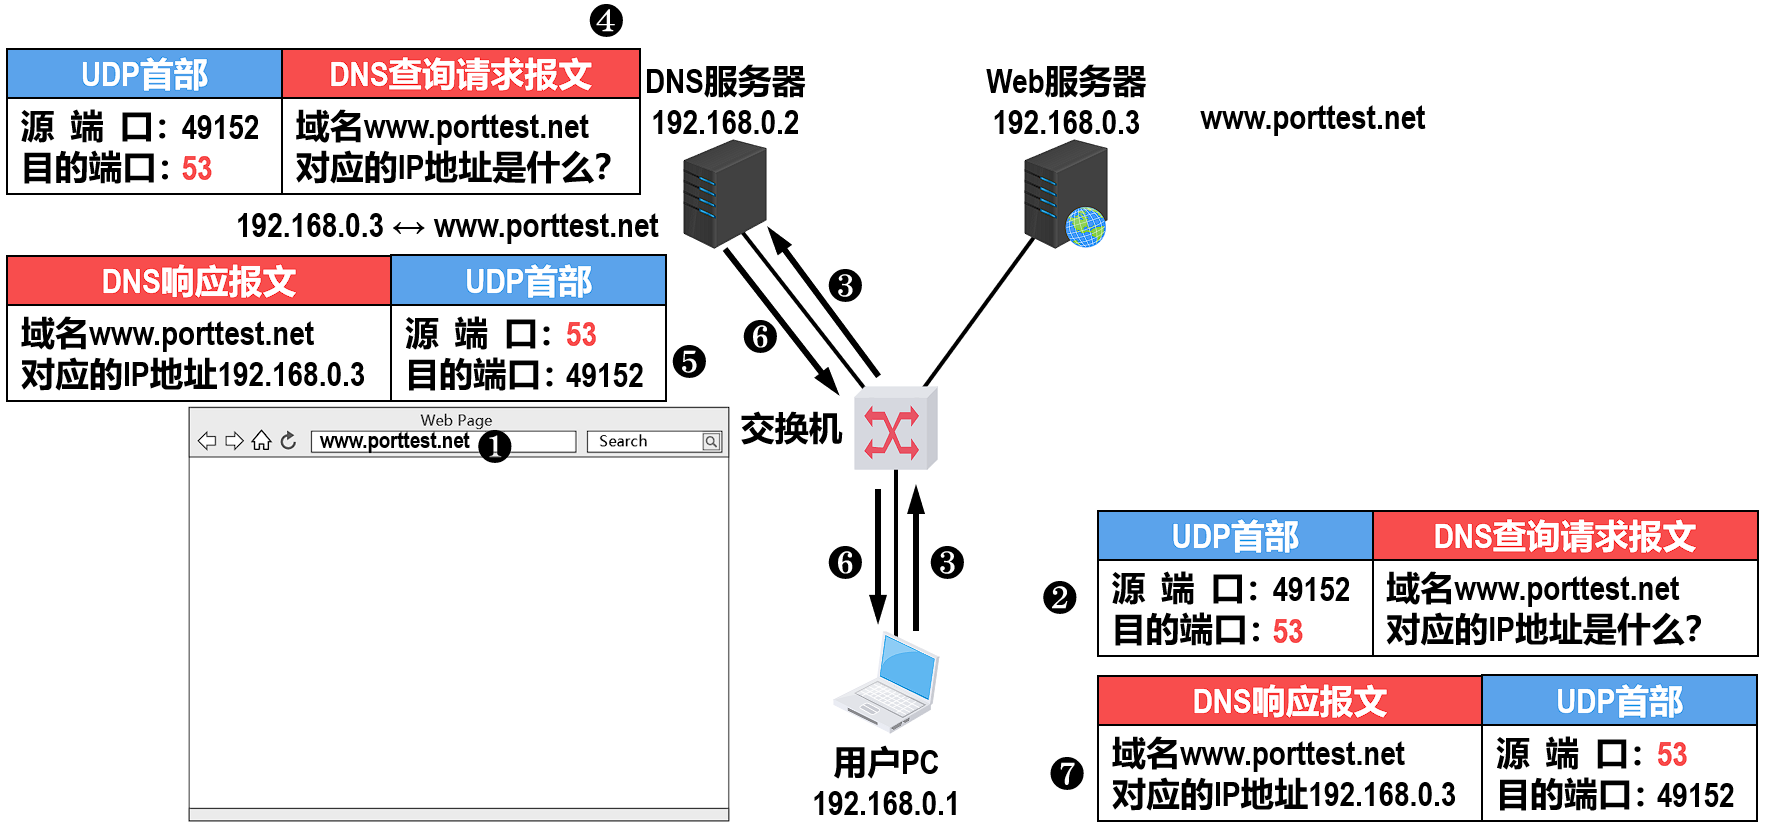 ❹
UDP首部 DNS查询请求报文
源 端 口：49152
目的端口：53
域名www.porttest.net
对应的IP地址是什么？
DNS服务器
192.168.0.2
Web服务器
192.168.0.3
www.porttest.net
192.168.0.3 ↔ www.porttest.net
DNS响应报文 UDP首部
域名www.porttest.net
对应的IP地址192.168.0.3
源 端 口：53
目的端口：49152
❺
❸
❻
Web Page
www.porttest.net ❶
Search
交换机
❻
❸
❷
UDP首部 DNS查询请求报文
源 端 口：49152
目的端口：53
域名www.porttest.net
对应的IP地址是什么？
❼
DNS响应报文 UDP首部
域名www.porttest.net
对应的IP地址192.168.0.3
源 端 口：53
目的端口：49152
用户PC
192.168.0.1